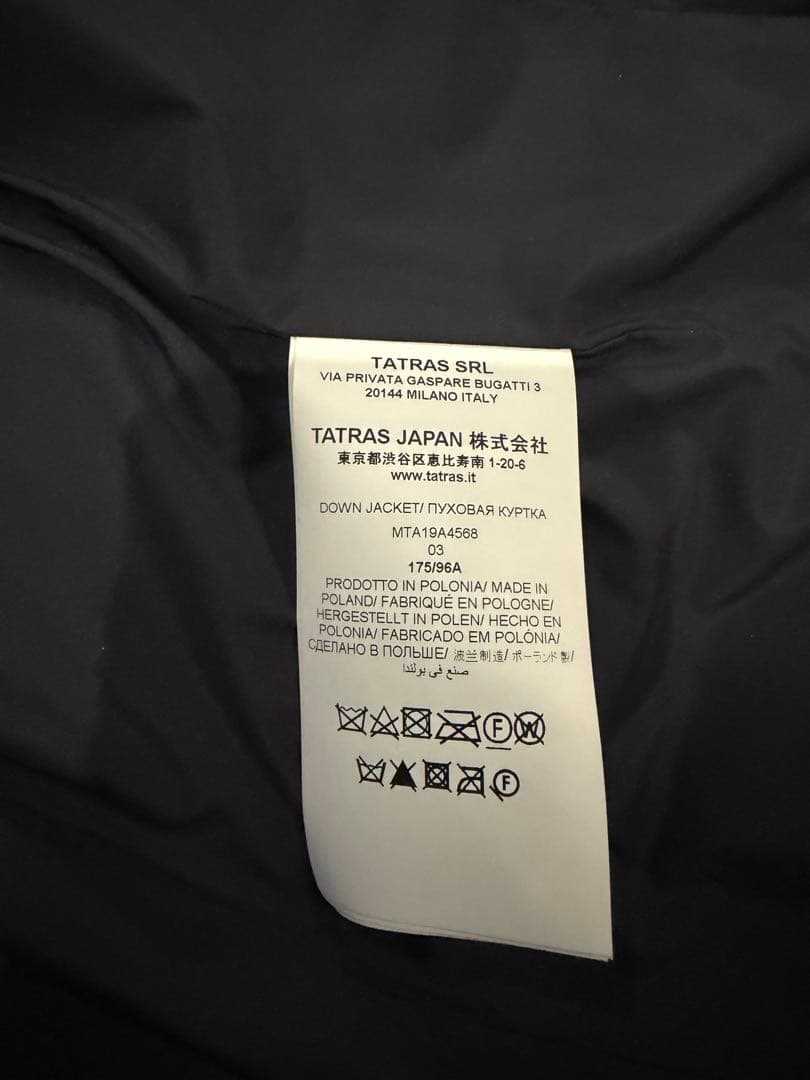 TATRAS SRL
VIA PRIVATA GASPARE BUGATTI 3
20144 MILANO ITALY
TATRAS JAPAN 株式会社
東京都渋谷区恵比寿南 1-20-6
www.tatras.it
DOWN JACKET/ ПУХОВАЯ КУРТКА
MTA19A4568
03
175/96A
PRODOTTO IN POLONIA/ MADE IN
POLAND/ FABRIQUÉ EN POLOGNE/
HERGESTELLT IN POLEN/ HECHO EN
POLONIA/ FABRICADO EM POLÓNIA/
СДЕЛАНО В ПОЛЬШЕ/ 波兰制造/ ポーランド製/
صنع في بولندا
F W
F